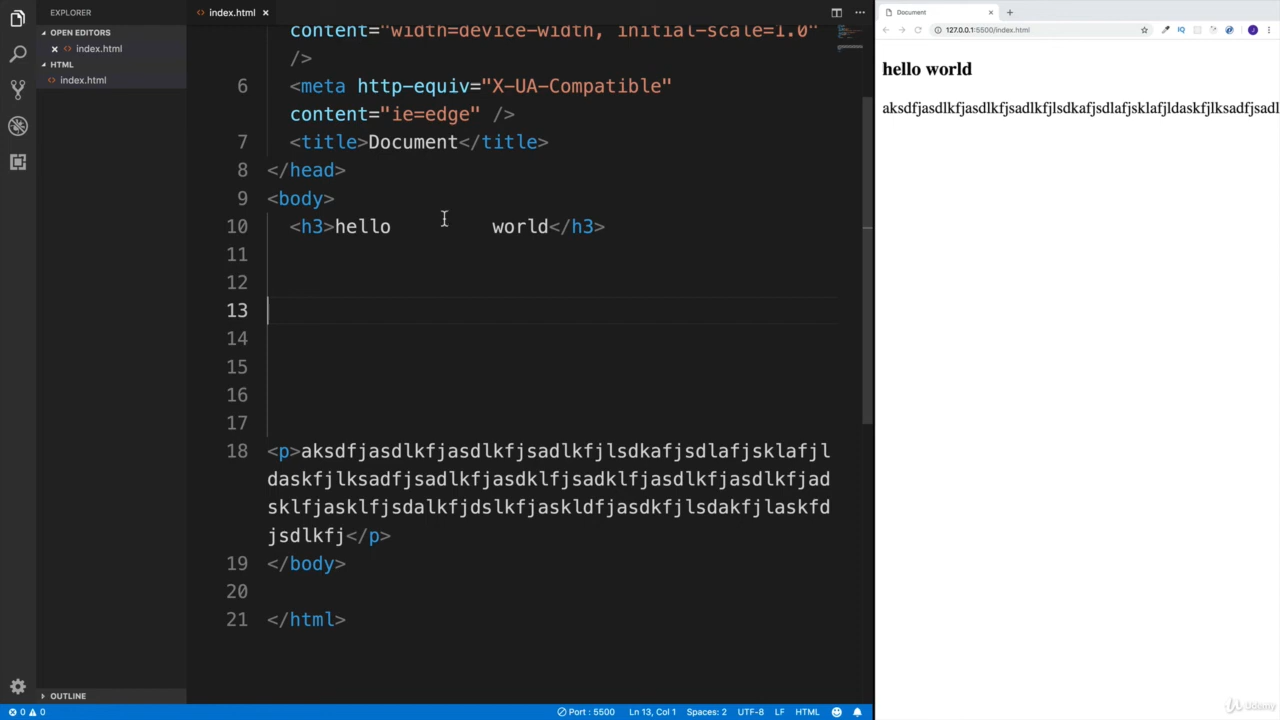 EXPLORER
OPEN EDITORS
index.html
HTML
index.html
OUTLINE
index.html
content="width=device-width, initial-scale=1.0"
/>
6 <meta http-equiv="X-UA-Compatible"
content="ie=edge" />
7 <title>Document</title>
8 </head>
9 <body>
10 <h3>hello world</h3>
11
12
13
14
15
16
17
18 <p>aksdfjasdlkfjasdlkfjsadlkfjlsdkafjsdlafjsklafjl
daskfjlksadfjsadlkfjasdklfjsadklfjasdlkfjasdlkfjad
sklfjasklfjsdalkfjdslkfjaskldfjasdkfjlsdakfjlaskfd
jsdlkfj</p>
19 </body>
20
21 </html>
0 0 Port : 5500 Ln 13, Col 1 Spaces: 2 UTF-8 LF HTML
Document
127.0.0.1:5500/index.html
hello world
aksdfjasdlkfjasdlkfjsadlkfjlsdkafjsdlafjsklafjldaskfjlksadfjsadl
Udemy